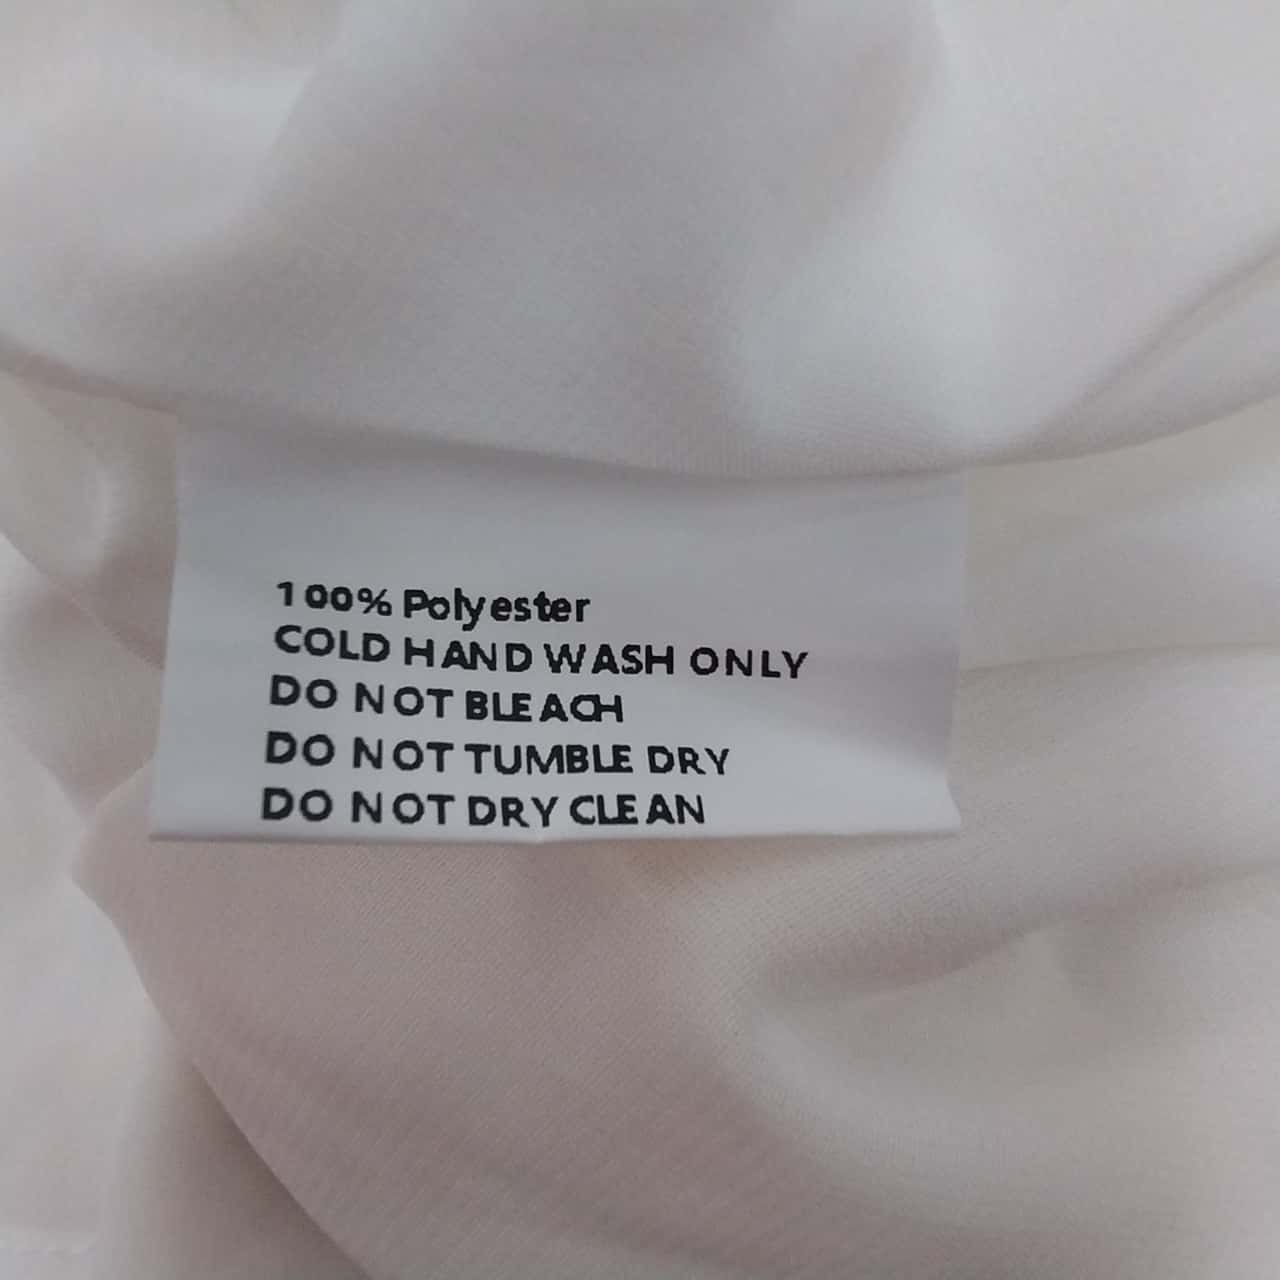 100% Polyester
COLD HAND WASH ONLY
DO NOT BLEACH
DO NOT TUMBLE DRY
DO NOT DRY CLEAN